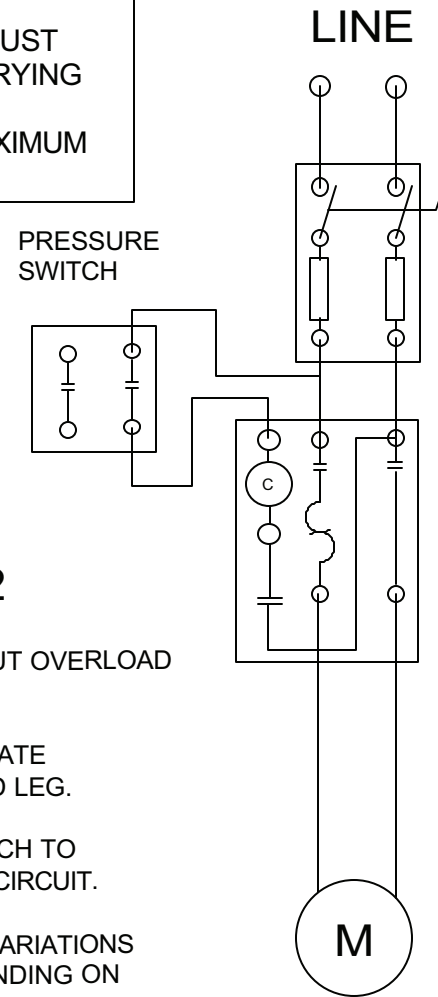 LINE
UST
RYING
XIMUM
PRESSURE
SWITCH
C
2
UT OVERLOAD
ATE
D LEG.
CH TO
CIRCUIT.
ARIATIONS
NDING ON
M